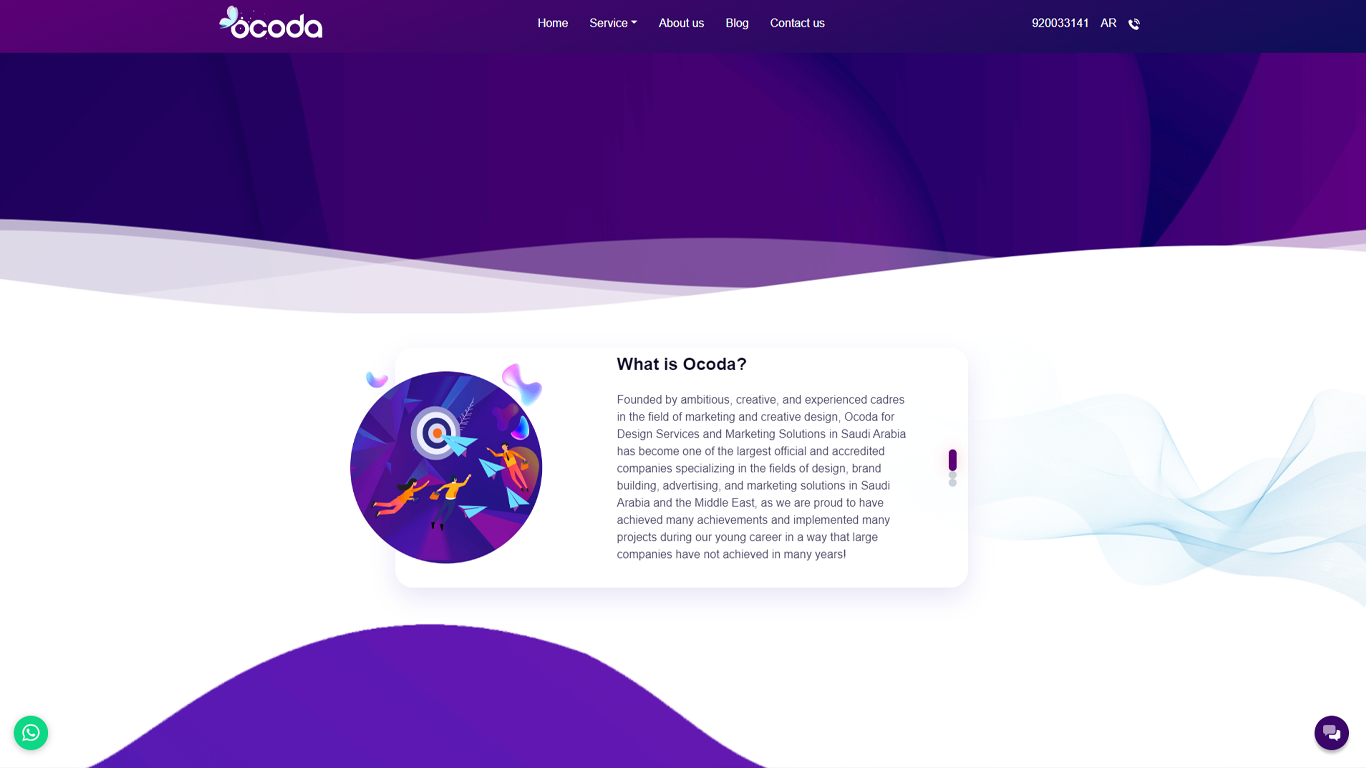 ocoda
Home
Service
About us
Blog
Contact us
920033141
AR
What is Ocoda?
Founded by ambitious, creative, and experienced cadres
in the field of marketing and creative design, Ocoda for
Design Services and Marketing Solutions in Saudi Arabia
has become one of the largest official and accredited
companies specializing in the fields of design, brand
building, advertising, and marketing solutions in Saudi
Arabia and the Middle East, as we are proud to have
achieved many achievements and implemented many
projects during our young career in a way that large
companies have not achieved in many years!